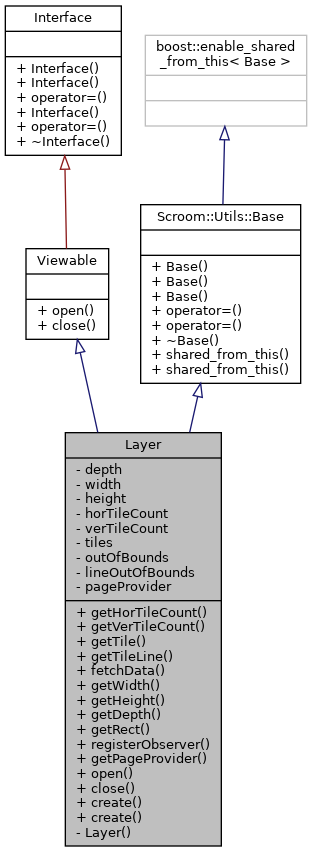 Interface
+ Interface()
+ Interface()
+ operator=()
+ Interface()
+ operator=()
+ ~Interface()
boost::enable_shared
_from_this< Base >
Viewable
+ open()
+ close()
Scroom::Utils::Base
+ Base()
+ Base()
+ Base()
+ operator=()
+ operator=()
+ ~Base()
+ shared_from_this()
+ shared_from_this()
Layer
- depth
- width
- height
- horTileCount
- verTileCount
- tiles
- outOfBounds
- lineOutOfBounds
- pageProvider
+ getHorTileCount()
+ getVerTileCount()
+ getTile()
+ getTileLine()
+ fetchData()
+ getWidth()
+ getHeight()
+ getDepth()
+ getRect()
+ registerObserver()
+ getPageProvider()
+ open()
+ close()
+ create()
+ create()
- Layer()